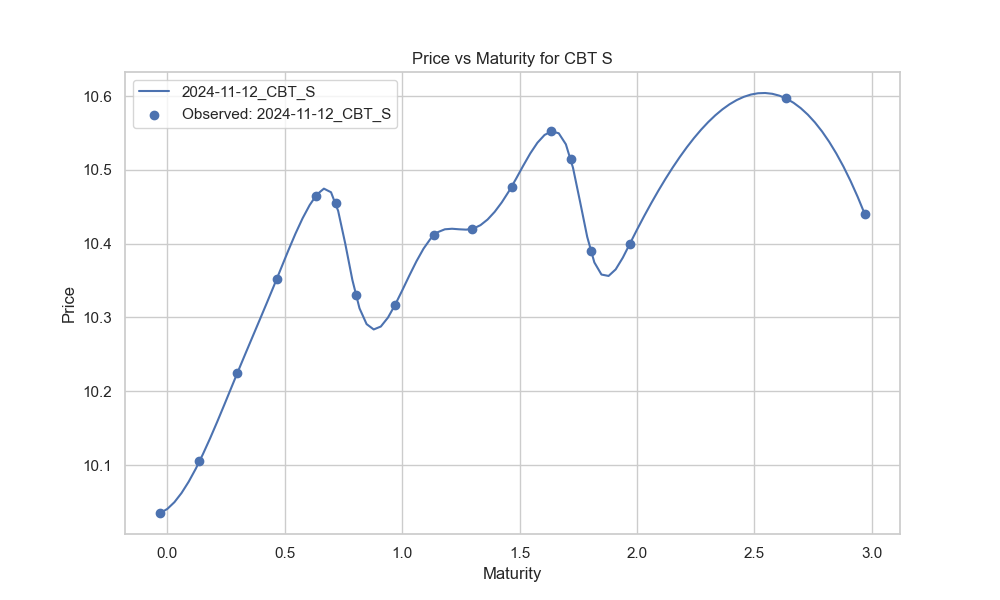 Price vs Maturity for CBT S
2024-11-12_CBT_S
Observed: 2024-11-12_CBT_S
Price
10.6
10.5
10.4
10.3
10.2
10.1
0.0 0.5 1.0 1.5 2.0 2.5 3.0
Maturity